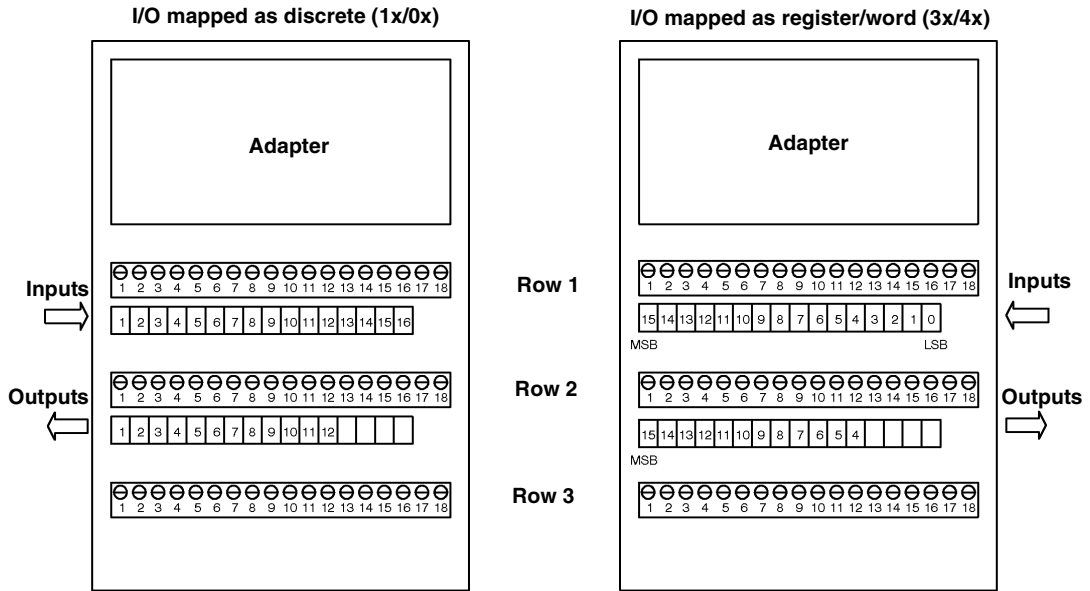 I/O mapped as discrete (1x/0x)
Adapter
1 2 3 4 5 6 7 8 9 10 11 12 13 14 15 16 17 18
Inputs
1 2 3 4 5 6 7 8 9 10 11 12 13 14 15 16
1 2 3 4 5 6 7 8 9 10 11 12 13 14 15 16 17 18
Outputs
1 2 3 4 5 6 7 8 9 10 11 12
1 2 3 4 5 6 7 8 9 10 11 12 13 14 15 16 17 18
Row 1
Row 2
Row 3
I/O mapped as register/word (3x/4x)
Adapter
1 2 3 4 5 6 7 8 9 10 11 12 13 14 15 16 17 18
Inputs
15 14 13 12 11 10 9 8 7 6 5 4 3 2 1 0
MSB LSB
1 2 3 4 5 6 7 8 9 10 11 12 13 14 15 16 17 18
Outputs
15 14 13 12 11 10 9 8 7 6 5 4
MSB
1 2 3 4 5 6 7 8 9 10 11 12 13 14 15 16 17 18